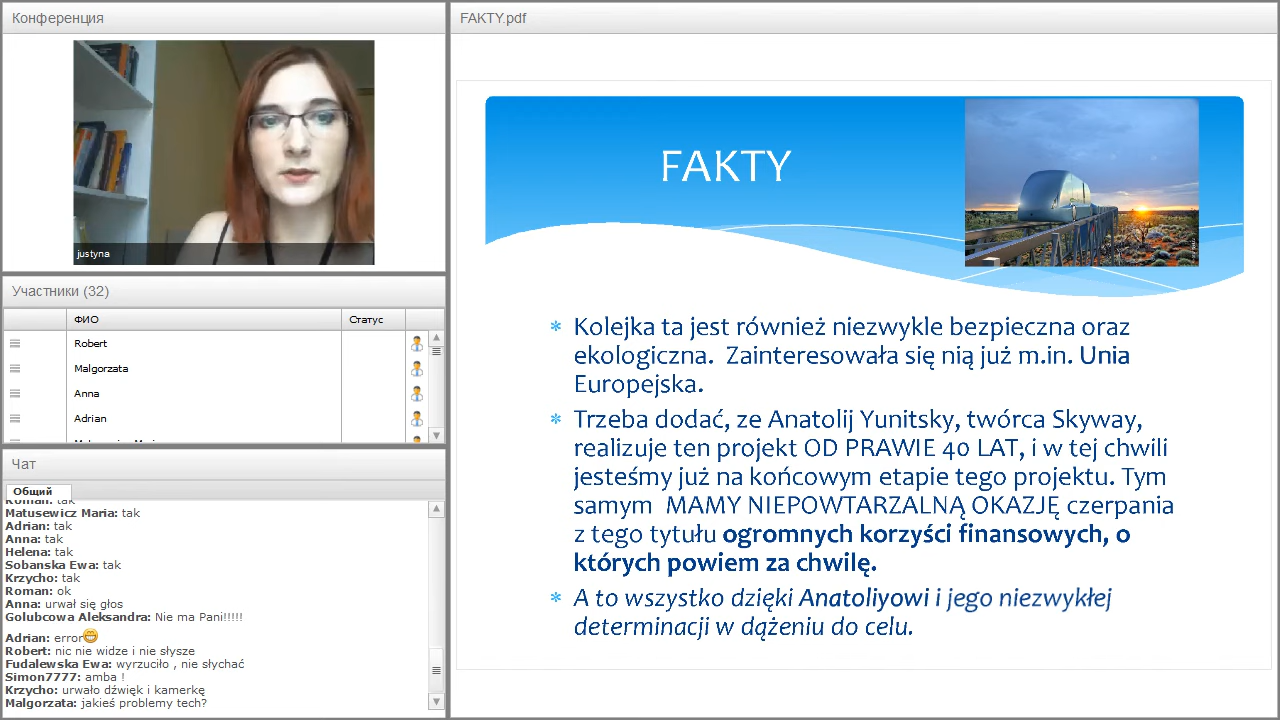 Конференция
justyna
Участники (32)
ФИО
Статус
Robert
Malgorzata
Anna
Adrian
Чат
Общий
Roman: tak
Matusewicz Maria: tak
Adrian: tak
Anna: tak
Helena: tak
Sobanska Ewa: tak
Krzycho: tak
Roman: ok
Anna: urwał się głos
Golubcowa Aleksandra: Nie ma Pani!!!!!
Adrian: error
Robert: nic nie widze i nie słysze
Fudalewska Ewa: wyrzuciło , nie słychać
Simon7777: amba !
Krzycho: urwało dźwięk i kamerkę
Malgorzata: jakieś problemy tech?
FAKTY.pdf
FAKTY
Kolejka ta jest również niezwykle bezpieczna oraz
ekologiczna. Zainteresowała się nią już m.in. Unia
Europejska.
Trzeba dodać, ze Anatolij Yunitsky, twórca Skyway,
realizuje ten projekt OD PRAWIE 40 LAT, i w tej chwili
jesteśmy już na końcowym etapie tego projektu. Tym
samym MAMY NIEPOWTARZALNĄ OKAZJĘ czerpania
z tego tytułu ogromnych korzyści finansowych, o
których powiem za chwilę.
A to wszystko dzięki Anatoliyowi i jego niezwykłej
determinacji w dążeniu do celu.